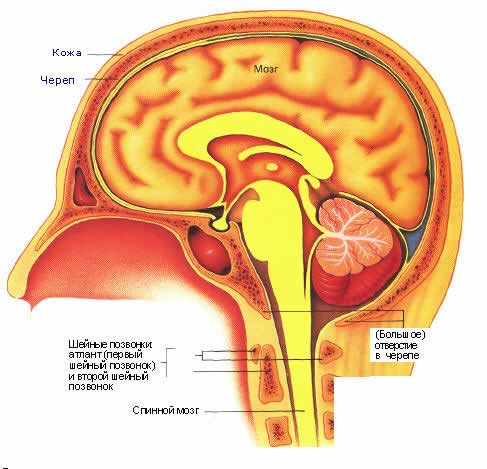 Кожа
Череп
Мозг
(Большое)
отверстие
в черепе
Шейные позвонки:
атлант (первый
шейный позвонок)
и второй шейный
позвонок
Спинной мозг